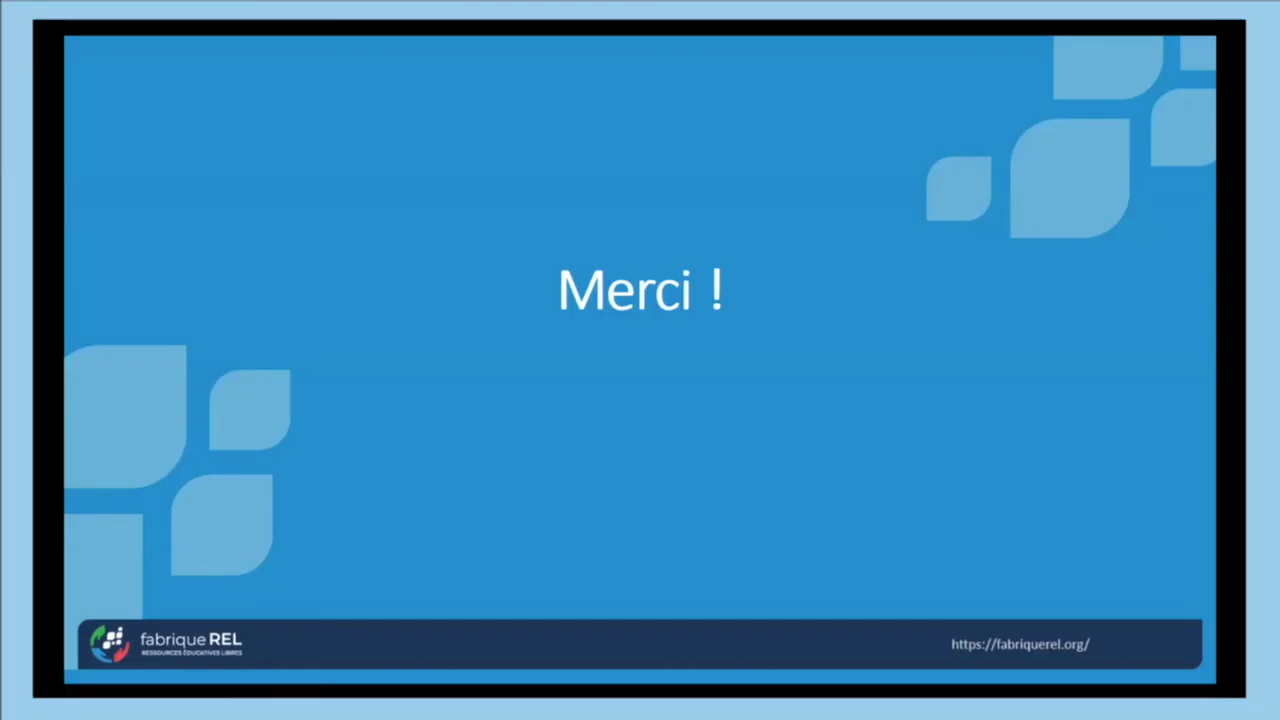 Merci !
fabrique REL
RESSOURCES ÉDUCATIVES LIBRES
https://fabriquerel.org/